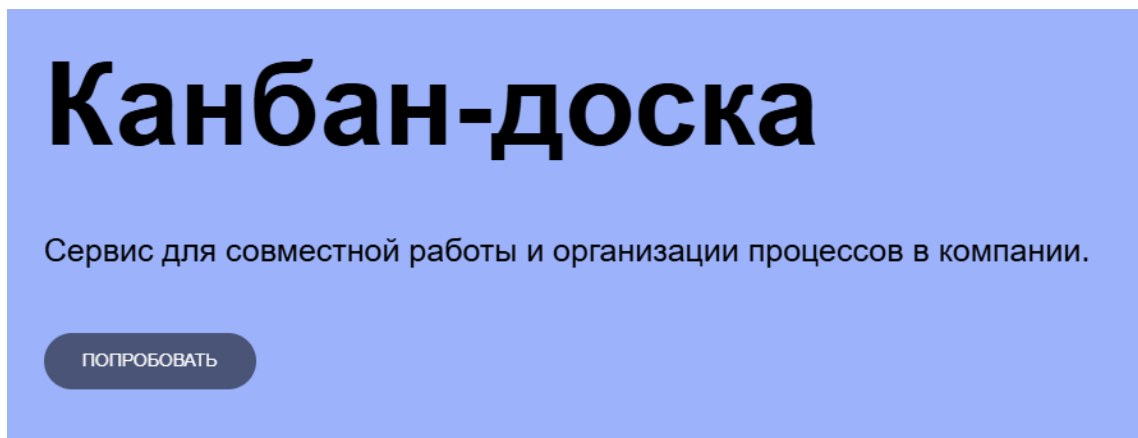 Канбан-доска
Сервис для совместной работы и организации процессов в компании.
ПОПРОБОВАТЬ